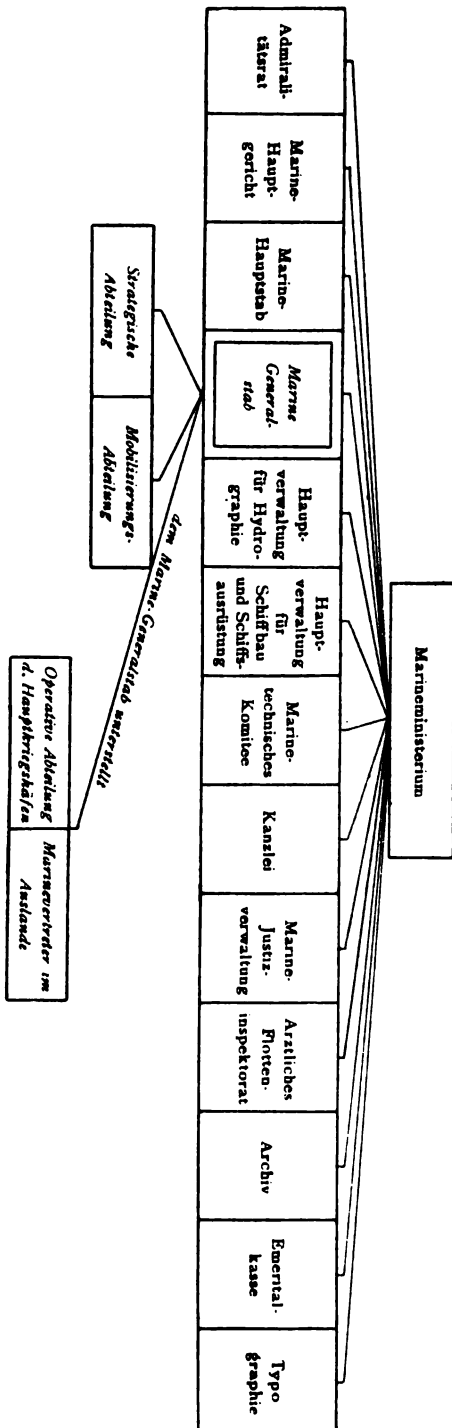 Marineministerium
Admirali-
tätsrat
Marine-
Haupt-
gericht
Marine-
Hauptstab
Marine
General-
stab
Haupt-
verwaltung
für Hydro-
graphie
Haupt-
verwaltung
für
Schiffbau
und Schiffs-
ausrüstung
Marine-
technisches
Komitee
Kanzlei
Marine-
Justiz-
verwaltung
Arztliches
Flotten-
inspektorat
Archiv
Emerital-
kasse
Typo
graphie
Strategische
Abteilung
Mobilisierungs-
Abteilung
dem Marine-Generalstab unterstellt
Operative Abteilung
d. Hauptkriegshäfen
Marinevertreter im
Auslande